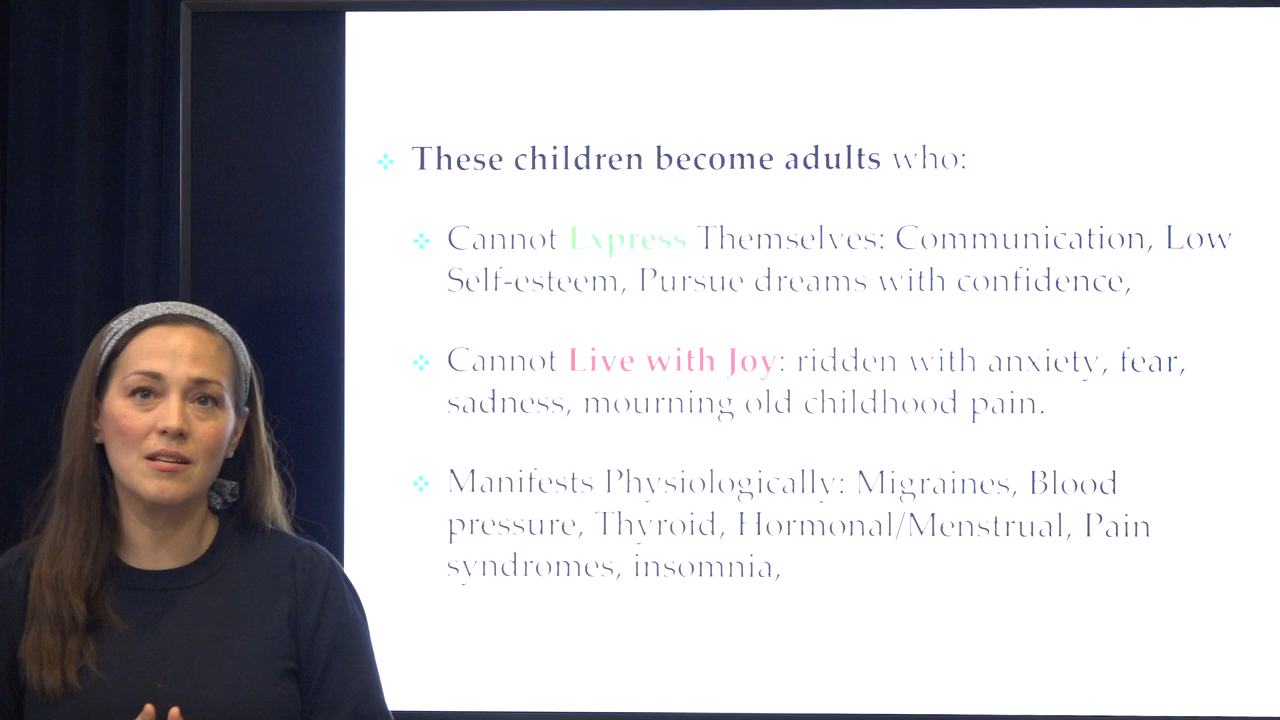 These children become adults who:
Cannot Express Themselves: Communication, Low
Self-esteem, Pursue dreams with confidence,
Cannot Live with Joy: ridden with anxiety, fear,
sadness, mourning old childhood pain.
Manifests Physiologically: Migraines, Blood
pressure, Thyroid, Hormonal/Menstrual, Pain
syndromes, insomnia,